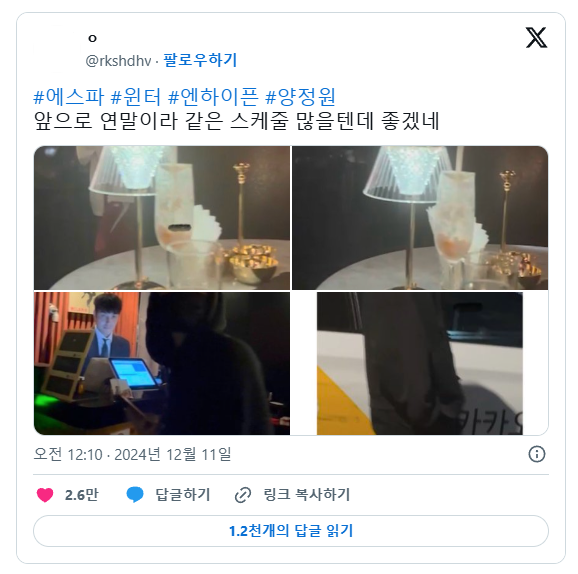 ㅇ
@rkshdhv · 팔로우하기
#에스파 #윈터 #엔하이픈 #양정원
앞으로 연말이라 같은 스케줄 많을텐데 좋겠네
카카오
오전 12:10 · 2024년 12월 11일
2.6만 답글하기 링크 복사하기
1.2천개의 답글 읽기